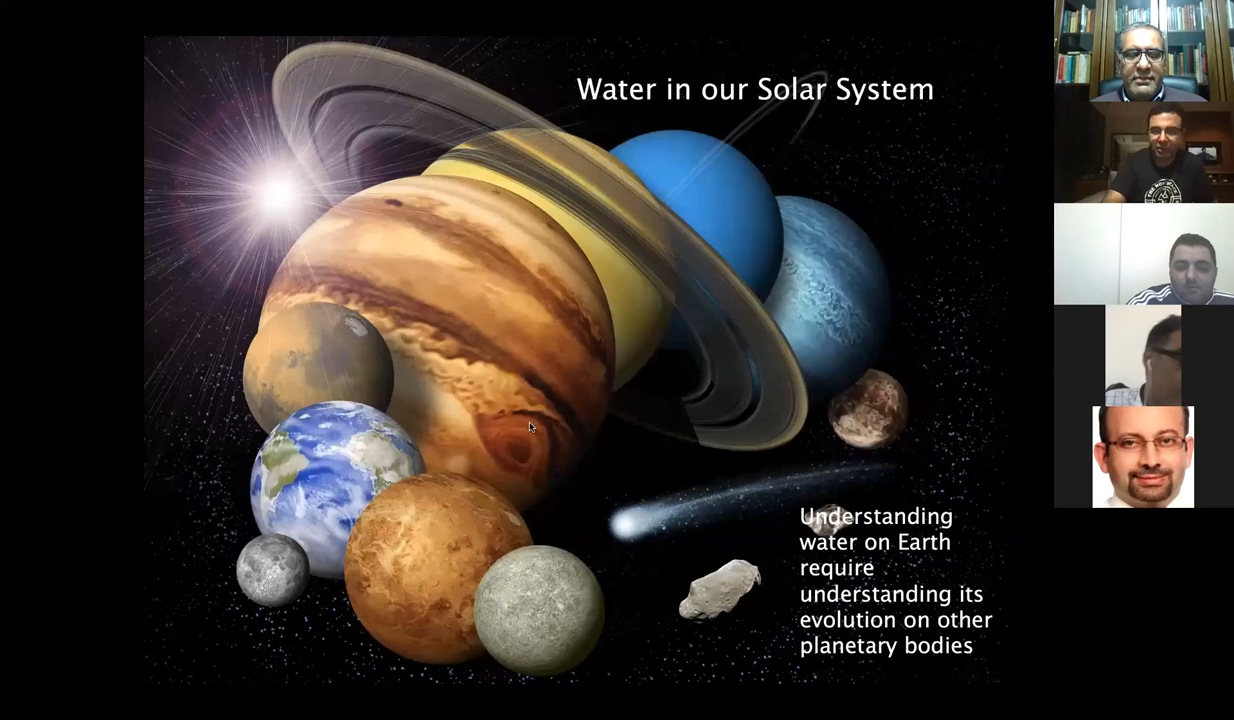 Water in our Solar System
Understanding
water on Earth
require
understanding its
evolution on other
planetary bodies